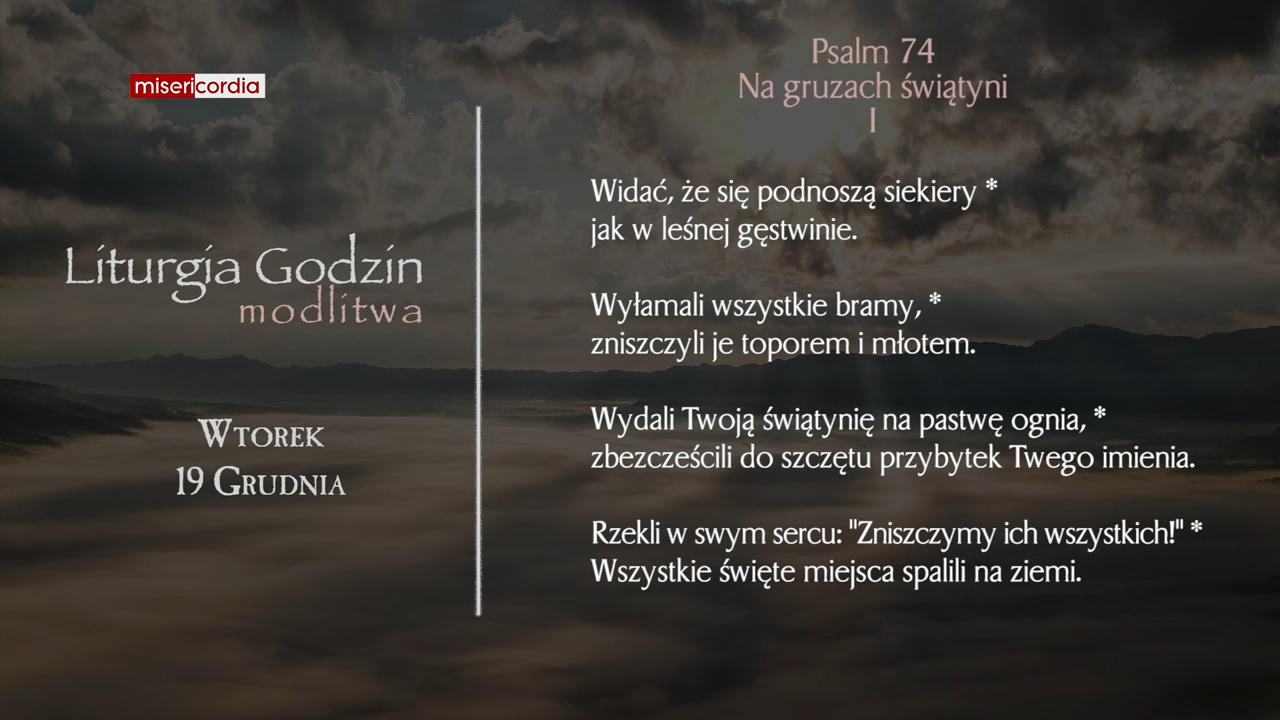 misericordia
Liturgia Godzin
modlitwa
Wtorek
19 Grudnia
Psalm 74
Na gruzach świątyni
I
Widać, że się podnoszą siekiery *
jak w leśnej gęstwinie.
Wyłamali wszystkie bramy, *
zniszczyli je toporem i młotem.
Wydali Twoją świątynię na pastwę ognia, *
zbezcześcili do szczętu przybytek Twego imienia.
Rzekli w swym sercu: "Zniszczymy ich wszystkich!" *
Wszystkie święte miejsca spalili na ziemi.